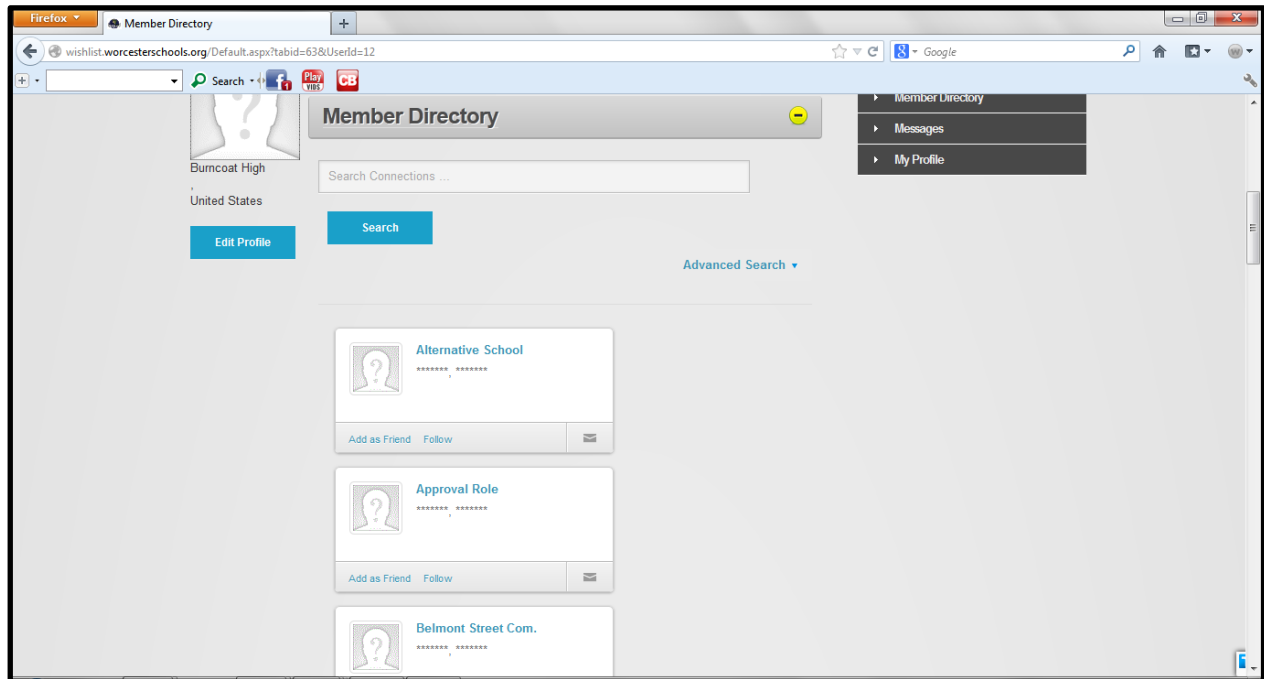 Firefox
Member Directory
+
wishlist.worcesterschools.org/Default.aspx?tabid=63&UserId=12
Google
Search
1
Play
VIDS
CB
Member Directory
Messages
My Profile
Member Directory
Burncoat High
,
United States
Edit Profile
Search Connections ...
Search
Advanced Search
Alternative School
*******, *******
Add as Friend Follow
Approval Role
*******, *******
Add as Friend Follow
Belmont Street Com.
*******, *******